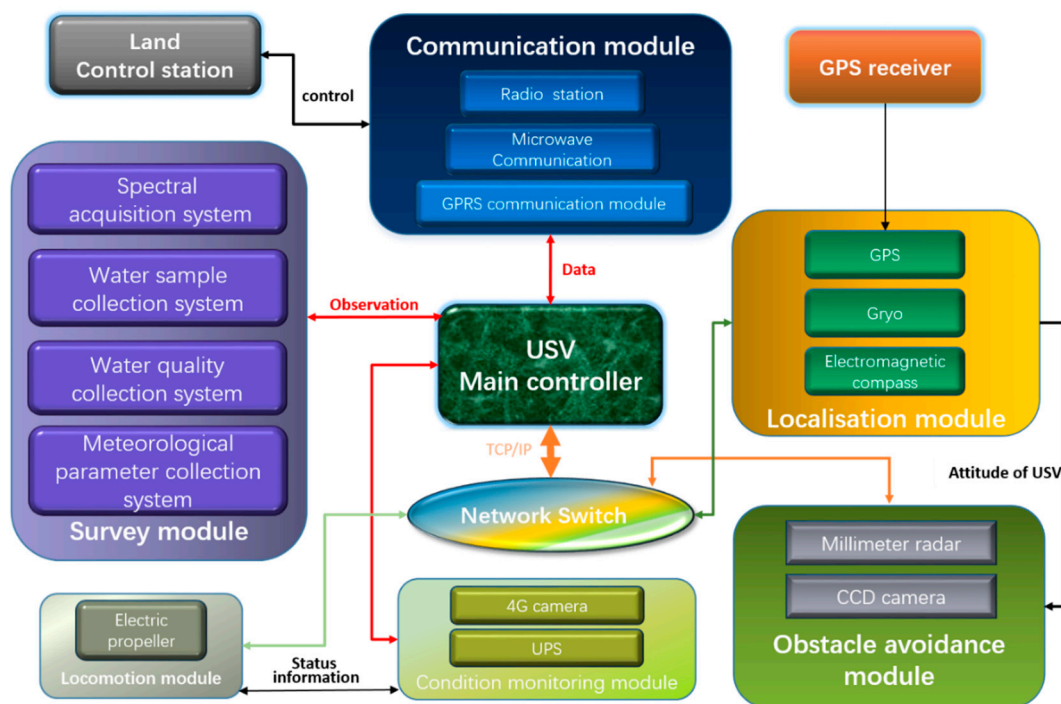 Land
Control station
control
Communication module
Radio station
Microwave
Communication
GPRS communication module
GPS receiver
Spectral
acquisition system
Water sample
collection system
Water quality
collection system
Meteorological
parameter collection
system
Survey module
Observation
Data
USV
Main controller
TCP/IP
Network Switch
GPS
Gryo
Electromagnetic
compass
Localisation module
Attitude of USV
Millimeter radar
CCD camera
Obstacle avoidance
module
Electric
propeller
Locomotion module
Status
information
4G camera
UPS
Condition monitoring module